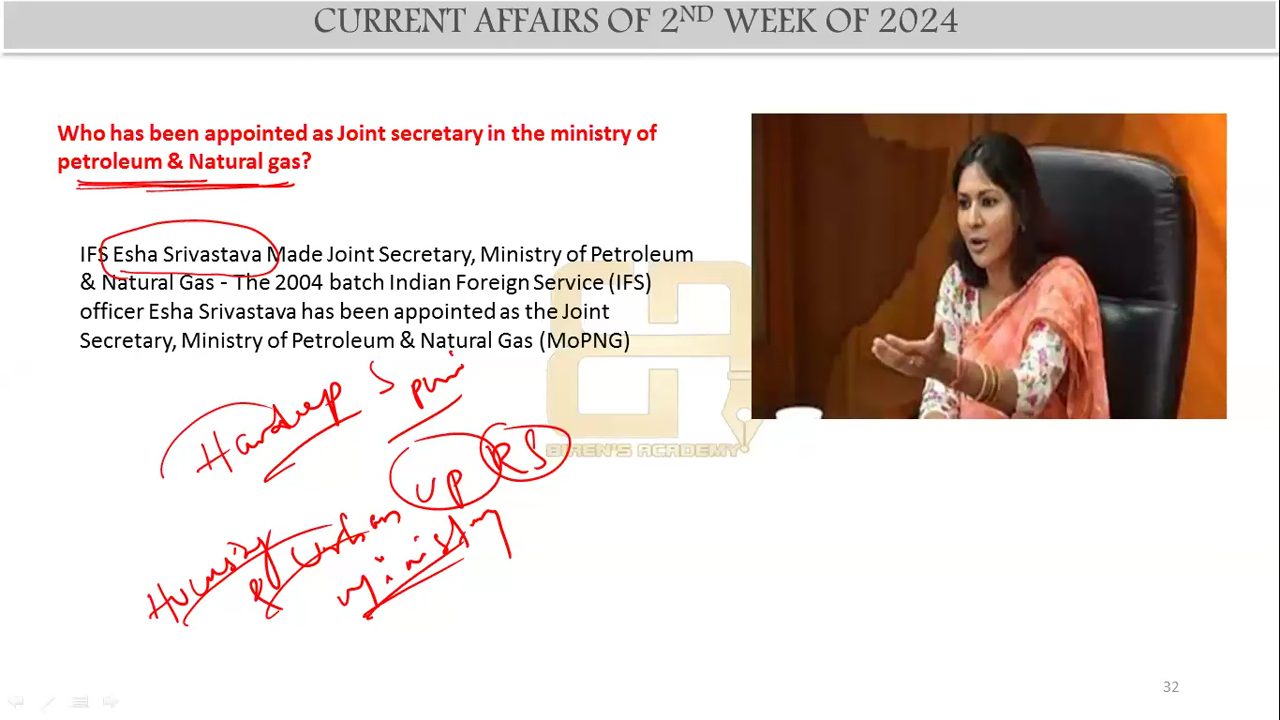 CURRENT AFFAIRS OF 2ND WEEK OF 2024
Who has been appointed as Joint secretary in the ministry of
petroleum & Natural gas?
IFS Esha Srivastava Made Joint Secretary, Ministry of Petroleum
& Natural Gas - The 2004 batch Indian Foreign Service (IFS)
officer Esha Srivastava has been appointed as the Joint
Secretary, Ministry of Petroleum & Natural Gas (MoPNG)
Hardeep S puri
BIREN'S ACADEMY
UP RS
Housing & Urban
ministry
32